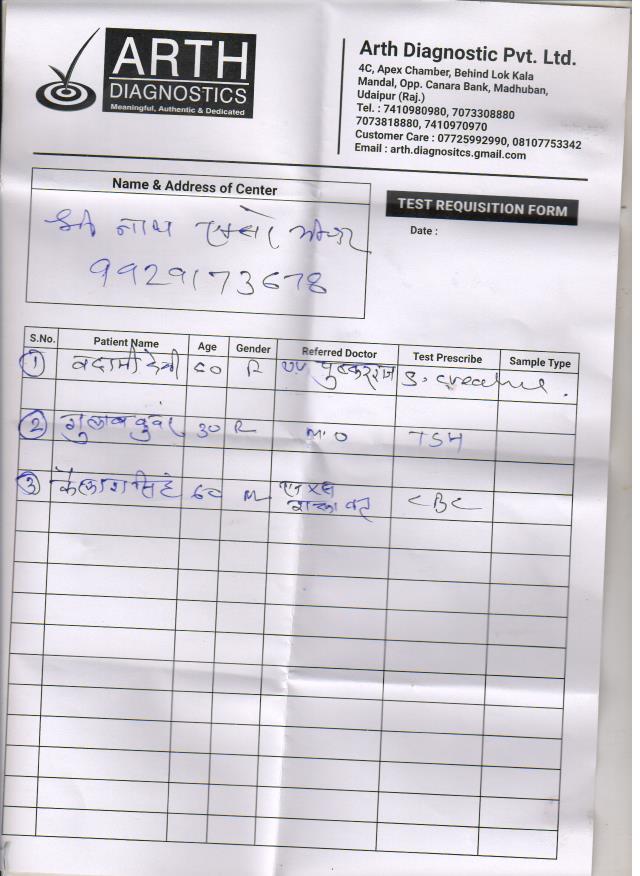 ARTH
DIAGNOSTICS
Meaningful, Authentic & Dedicated
Arth Diagnostic Pvt. Ltd.
4C, Apex Chamber, Behind Lok Kala
Mandal, Opp. Canara Bank, Madhuban,
Udaipur (Raj.)
Tel. : 7410980980, 7073308880
7073818880, 7410970970
Customer Care : 07725992990, 08107753342
Email : arth.diagnositcs.gmail.com
Name & Address of Center
श्री नाथ
9929173678
TEST REQUISITION FORM
Date :
S.No. Patient Name Age Gender Referred Doctor Test Prescribe Sample Type
1 बदामी देवी 60 F S. Creatine
2 गुलाब कुंवर 30 F M.O TSH
3 कैलाश सिंह 60 M CBC